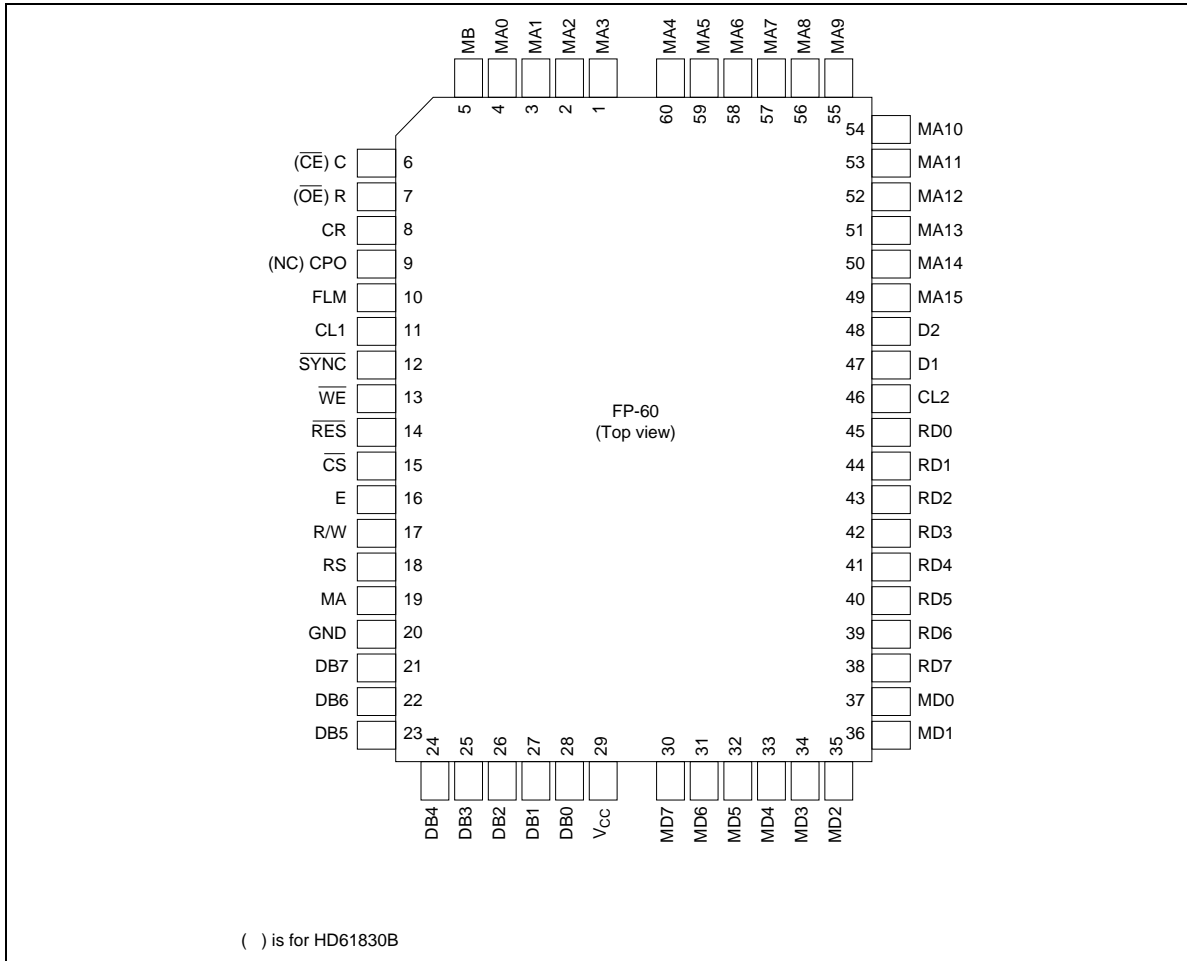 MB MA0 MA1 MA2 MA3 MA4 MA5 MA6 MA7 MA8 MA9
5 4 3 2 1 60 59 58 57 56 55
54 MA10
(C̅E̅) C 6 53 MA11
(O̅E̅) R 7 52 MA12
CR 8 51 MA13
(NC) CPO 9 50 MA14
FLM 10 49 MA15
CL1 11 48 D2
S̅Y̅N̅C̅ 12 47 D1
W̅E̅ 13 46 CL2
FP-60
(Top view)
R̅E̅S̅ 14 45 RD0
C̅S̅ 15 44 RD1
E 16 43 RD2
R/W 17 42 RD3
RS 18 41 RD4
MA 19 40 RD5
GND 20 39 RD6
DB7 21 38 RD7
DB6 22 37 MD0
DB5 23 36 MD1
24 25 26 27 28 29 30 31 32 33 34 35
DB4 DB3 DB2 DB1 DB0 VCC MD7 MD6 MD5 MD4 MD3 MD2
( ) is for HD61830B